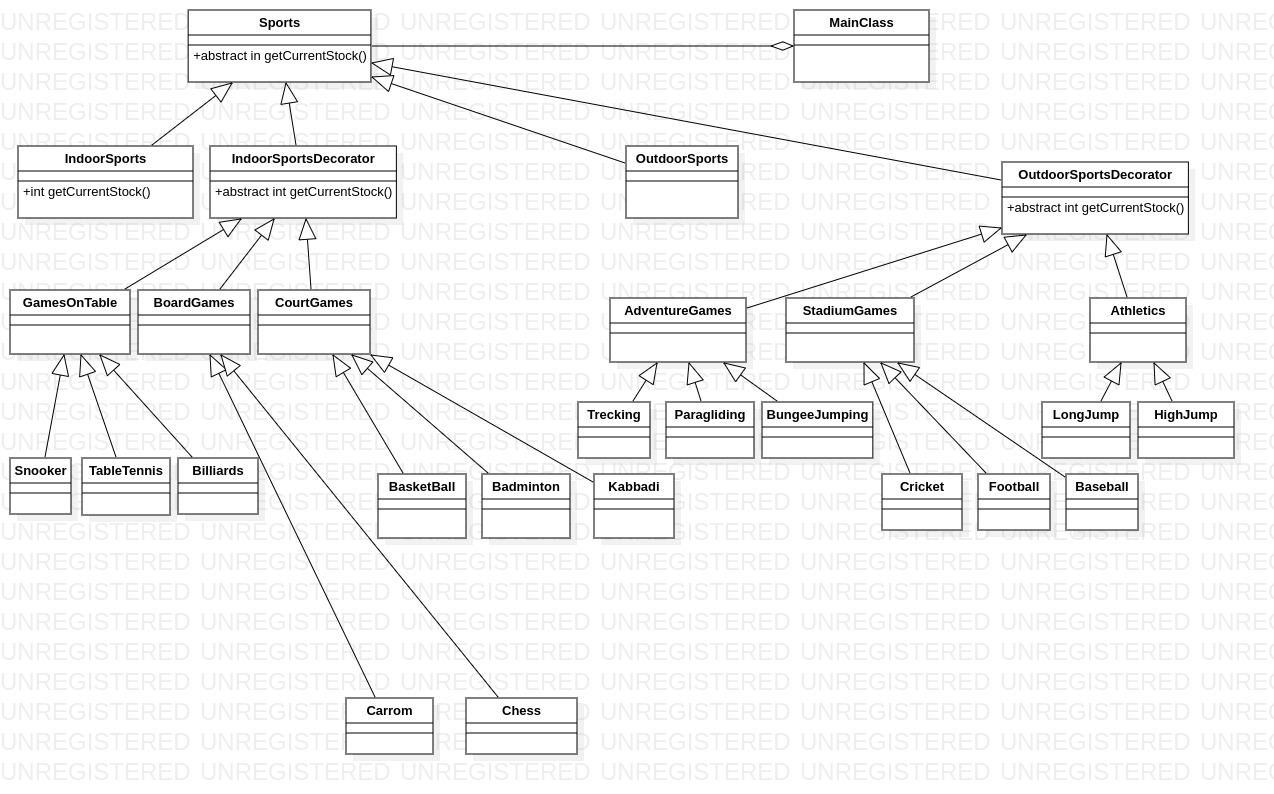 Sports
+abstract in getCurrentStock()
MainClass
IndoorSports
+int getCurrentStock()
IndoorSportsDecorator
+abstract int getCurrentStock()
OutdoorSports
OutdoorSportsDecorator
+abstract int getCurrentStock()
GamesOnTable
BoardGames
CourtGames
AdventureGames
StadiumGames
Athletics
Trecking
Paragliding
BungeeJumping
LongJump
HighJump
Snooker
TableTennis
Billiards
BasketBall
Badminton
Kabbadi
Cricket
Football
Baseball
Carrom
Chess
UNREGISTERED